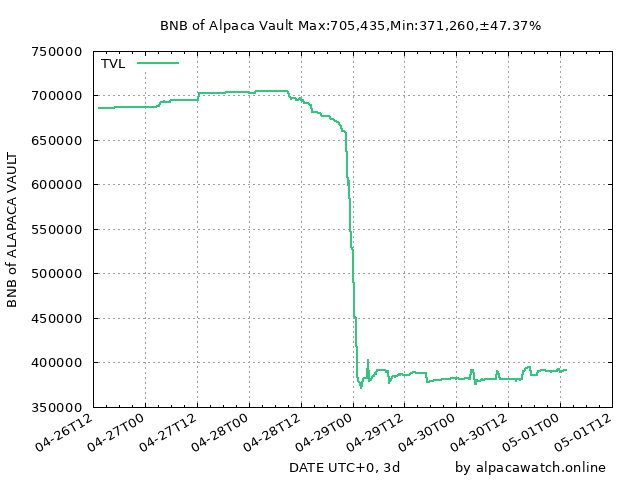 BNB of Alpaca Vault Max:705,435,Min:371,260,±47.37%
750000
TVL
700000
650000
600000
550000
500000
450000
400000
350000
BNB of ALAPACA VAULT
04-26T12
04-27T00
04-27T12
04-28T00
04-28T12
04-29T00
04-29T12
04-30T00
04-30T12
05-01T00
05-01T12
DATE UTC+0, 3d
by alpacawatch.online